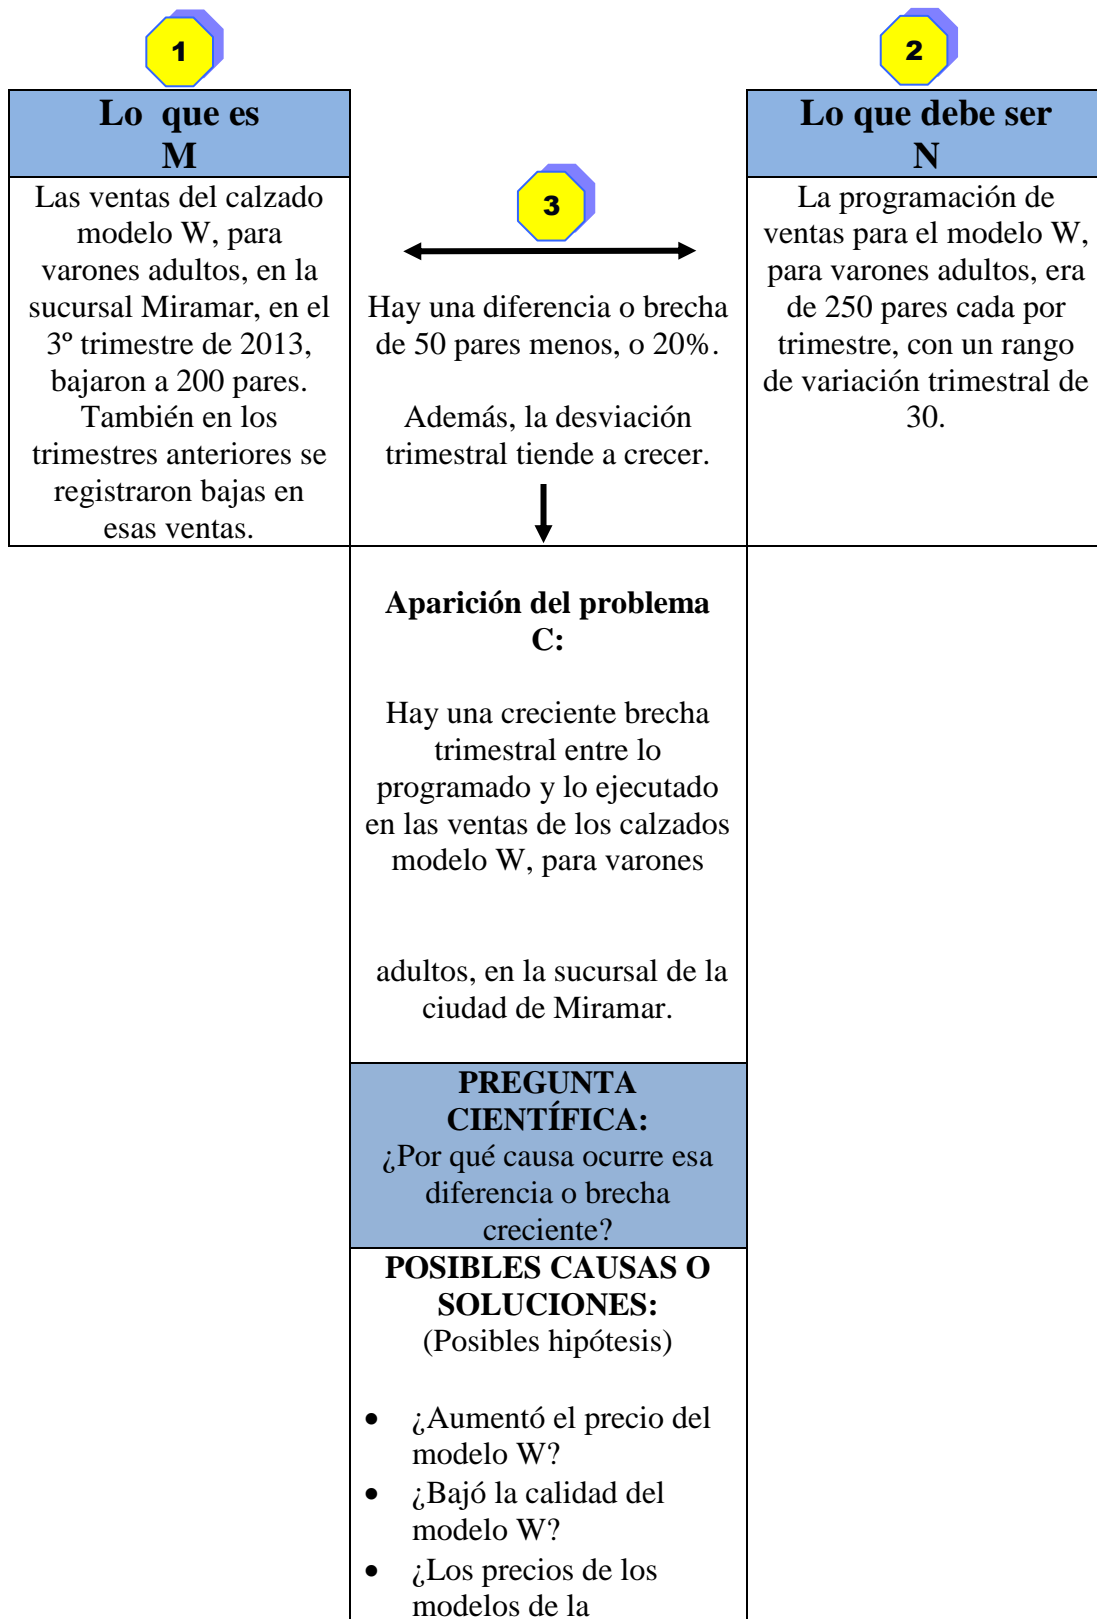 1
2
Lo que es
M
Las ventas del calzado
modelo W, para
varones adultos, en la
sucursal Miramar, en el
3º trimestre de 2013,
bajaron a 200 pares.
También en los
trimestres anteriores se
registraron bajas en
esas ventas.
3
Hay una diferencia o brecha
de 50 pares menos, o 20%.
Además, la desviación
trimestral tiende a crecer.
Lo que debe ser
N
La programación de
ventas para el modelo W,
para varones adultos, era
de 250 pares cada por
trimestre, con un rango
de variación trimestral de
30.
Aparición del problema
C:
Hay una creciente brecha
trimestral entre lo
programado y lo ejecutado
en las ventas de los calzados
modelo W, para varones
adultos, en la sucursal de la
ciudad de Miramar.
PREGUNTA
CIENTÍFICA:
¿Por qué causa ocurre esa
diferencia o brecha
creciente?
POSIBLES CAUSAS O
SOLUCIONES:
(Posibles hipótesis)
• ¿Aumentó el precio del
modelo W?
• ¿Bajó la calidad del
modelo W?
• ¿Los precios de los
modelos de la